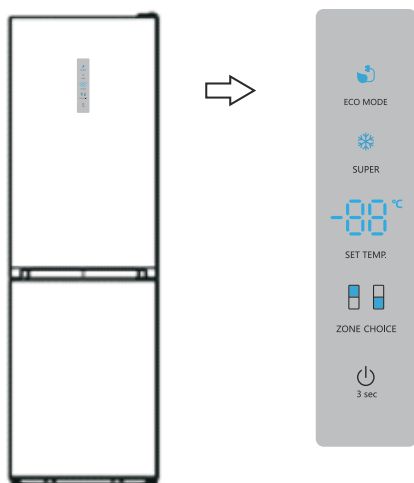 ECO MODE
SUPER
-88 °C
SET TEMP.
ZONE CHOICE
3 sec